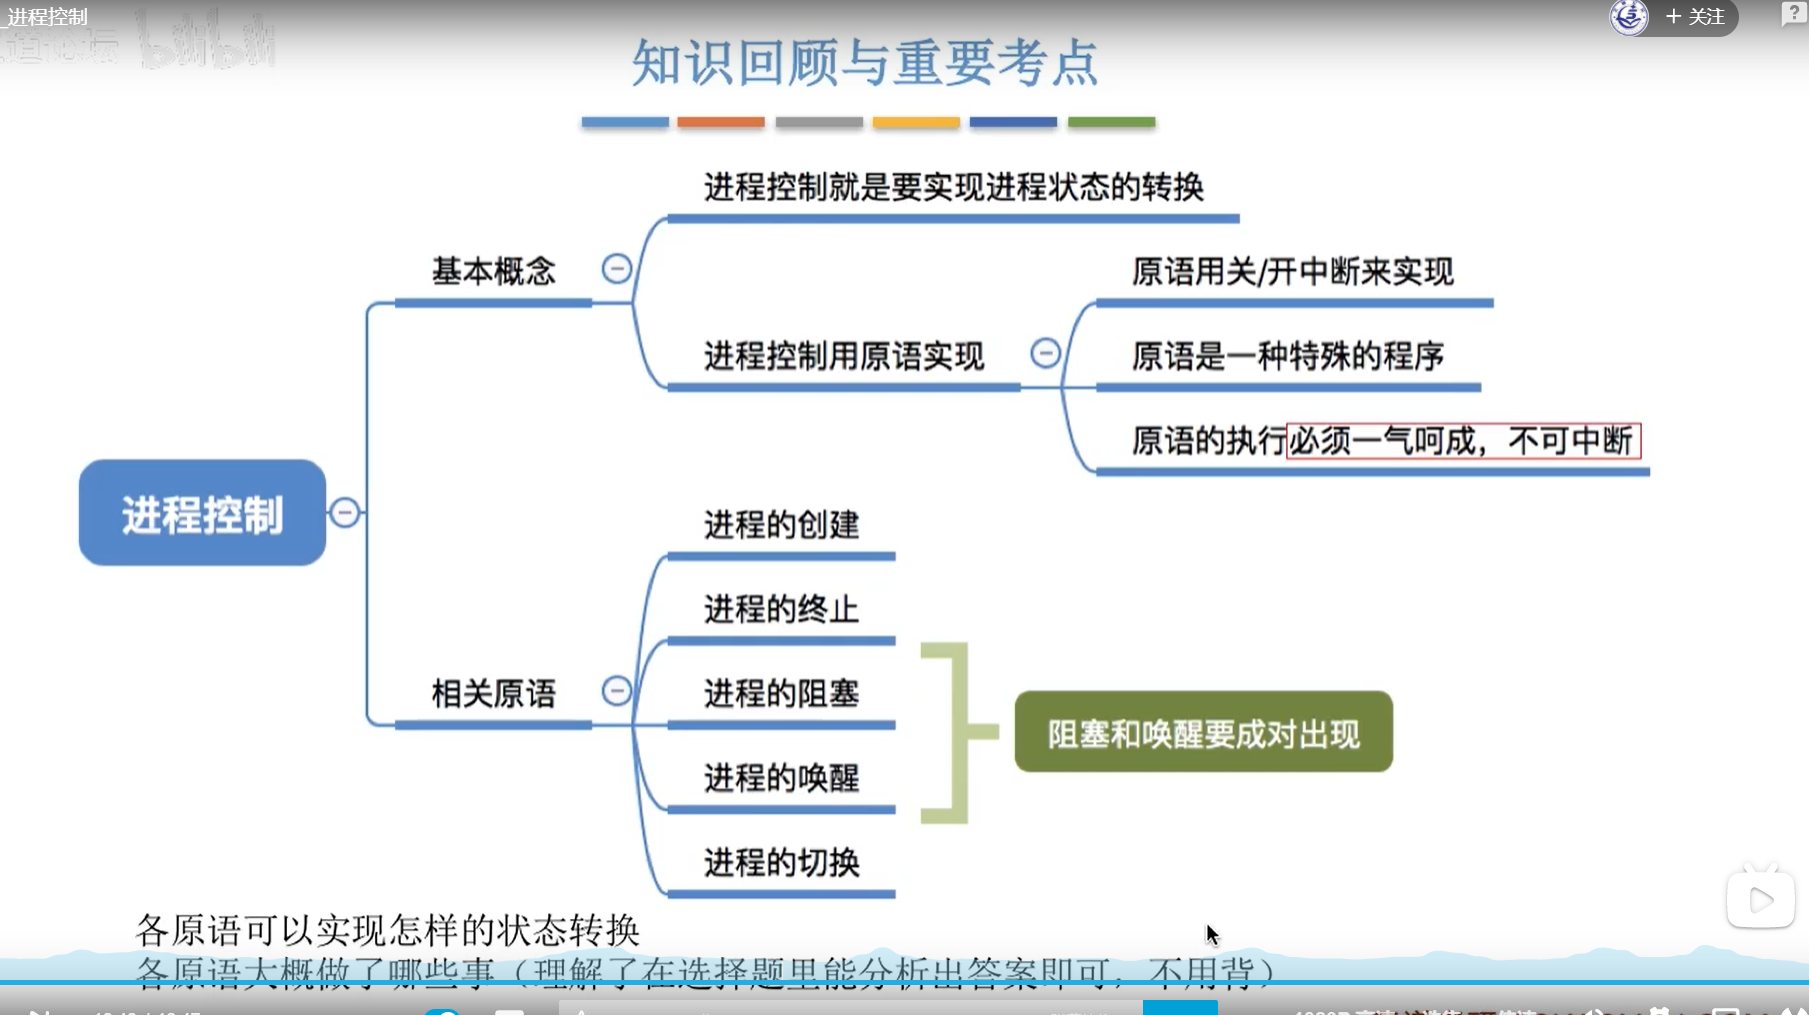 进程控制
+ 关注
?
bilibili
知识回顾与重要考点
进程控制就是要实现进程状态的转换
基本概念
原语用关/开中断来实现
进程控制用原语实现
原语是一种特殊的程序
原语的执行必须一气呵成，不可中断
进程控制
进程的创建
进程的终止
相关原语
进程的阻塞
阻塞和唤醒要成对出现
进程的唤醒
进程的切换
各原语可以实现怎样的状态转换
各原语大概做了哪些事（理解了在选择题里能分析出答案即可，不用背）